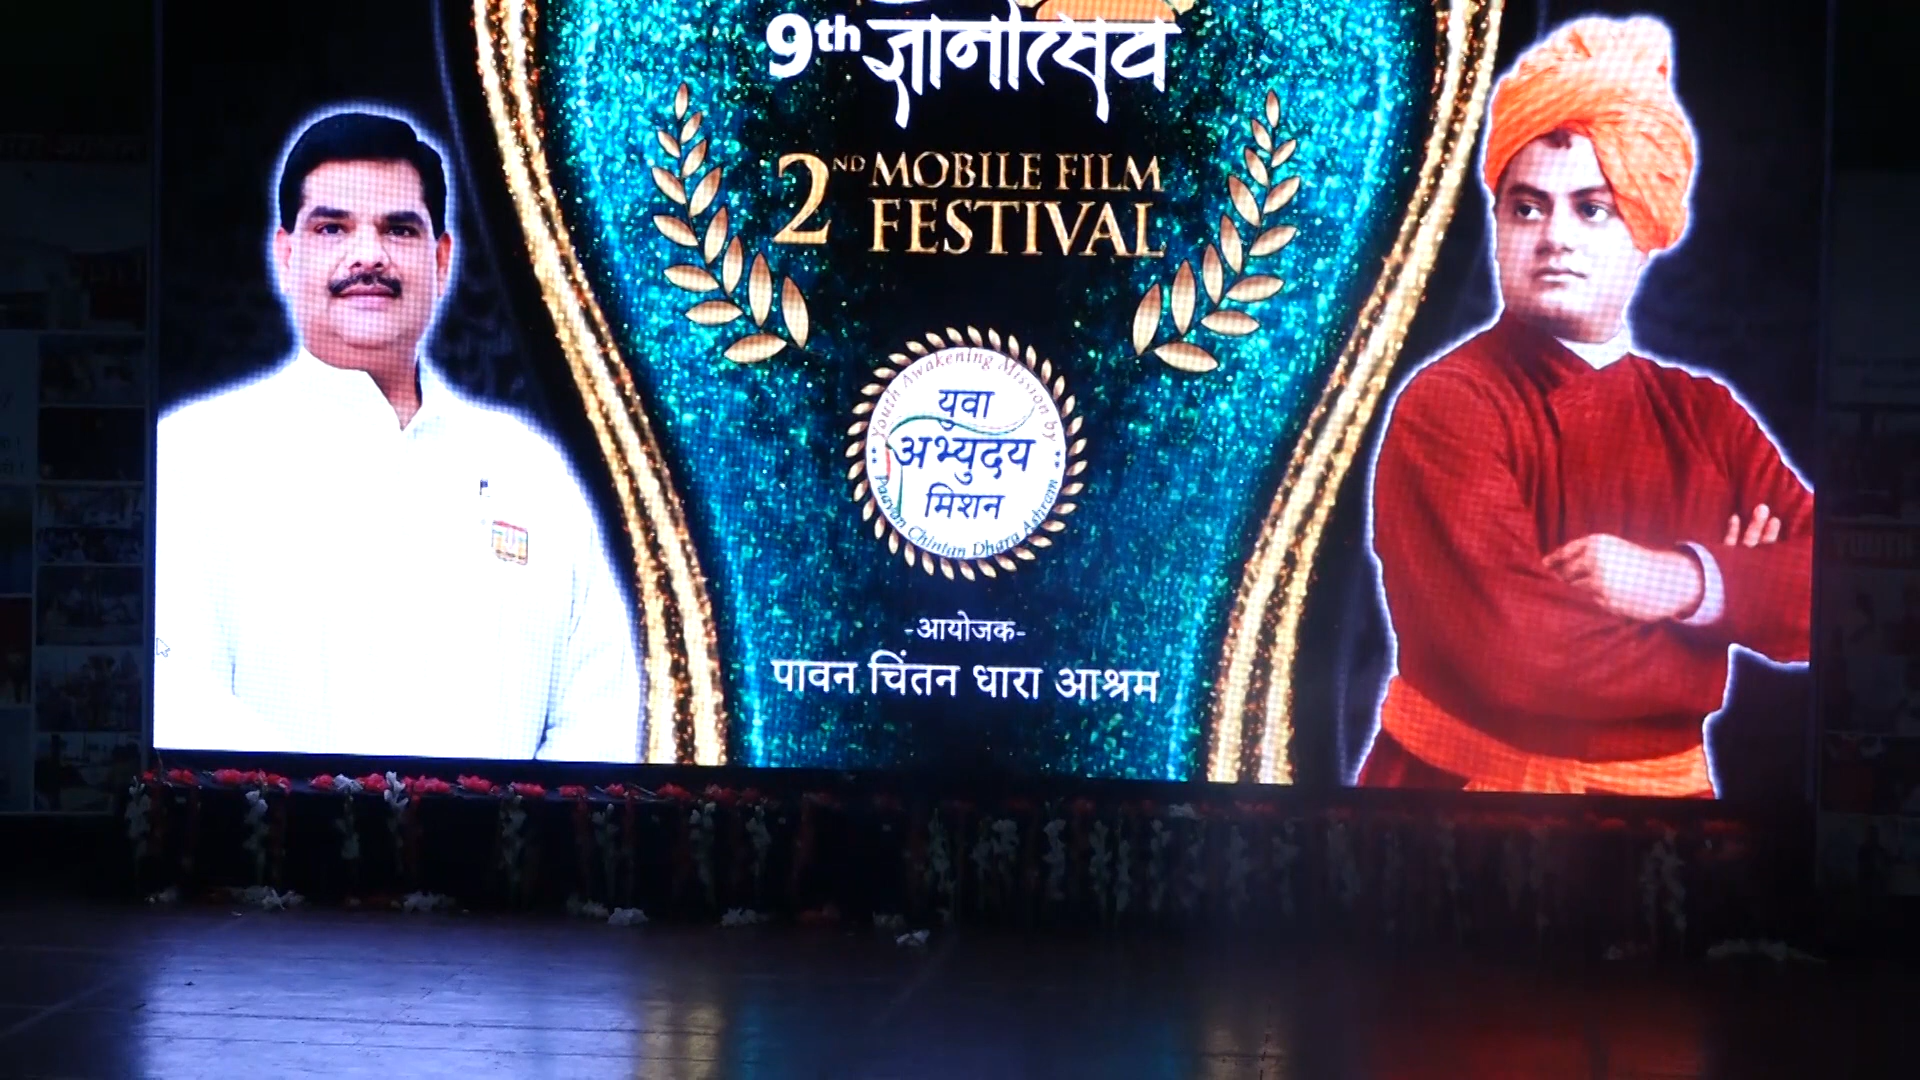 9th ज्ञानोत्सव
2ND MOBILE FILM
FESTIVAL
Youth Awakening Mission by
युवा
अभ्युदय
मिशन
Paavan Chintan Dhara Ashram
-आयोजक-
पावन चिंतन धारा आश्रम